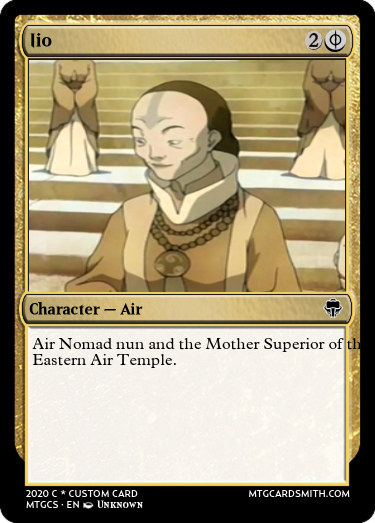 Iio
2
Character — Air
Air Nomad nun and the Mother Superior of th
Eastern Air Temple.
2020 C * CUSTOM CARD
MTGCARDSMITH.COM
MTGCS · EN UNKNOWN